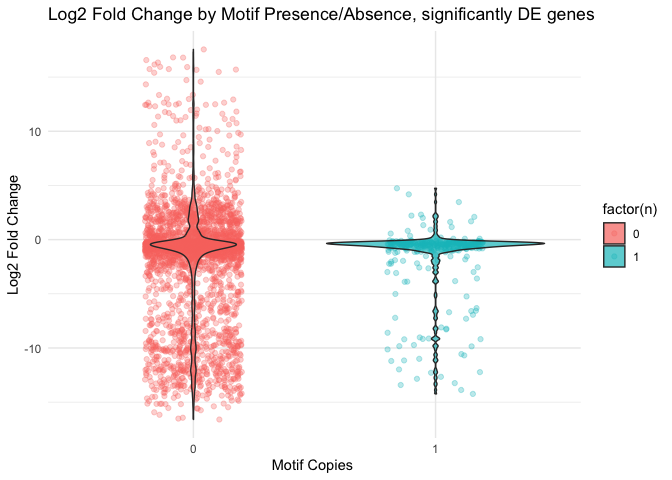 Log2 Fold Change by Motif Presence/Absence, significantly DE genes
Log2 Fold Change
10
0
-10
0
1
Motif Copies
factor(n)
0
1